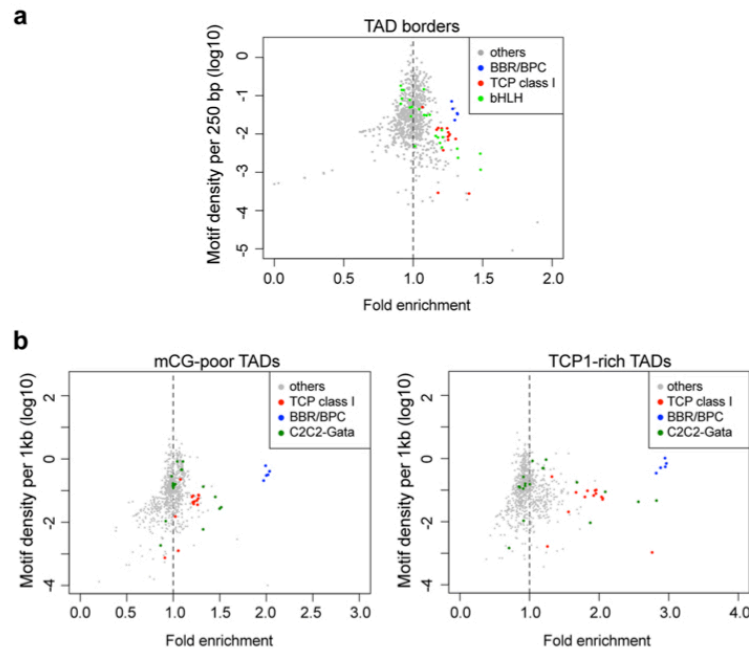 a
TAD borders
Motif density per 250 bp (log10)
0
-1
-2
-3
-4
-5
others
BBR/BPC
TCP class I
bHLH
0.0 0.5 1.0 1.5 2.0
Fold enrichment
b
mCG-poor TADs
Motif density per 1kb (log10)
2
0
-2
-4
others
TCP class I
BBR/BPC
C2C2-Gata
0.0 0.5 1.0 1.5 2.0 2.5 3.0
Fold enrichment
TCP1-rich TADs
Motif density per 1kb (log10)
2
0
-2
-4
others
TCP class I
BBR/BPC
C2C2-Gata
0.0 1.0 2.0 3.0 4.0
Fold enrichment